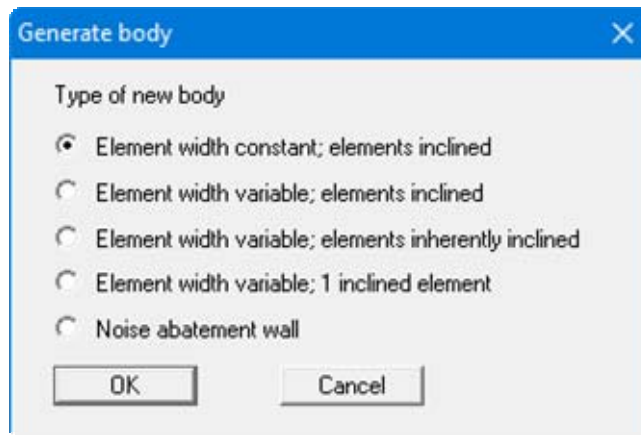 Generate body
Type of new body
Element width constant; elements inclined
Element width variable; elements inclined
Element width variable; elements inherently inclined
Element width variable; 1 inclined element
Noise abatement wall
OK Cancel